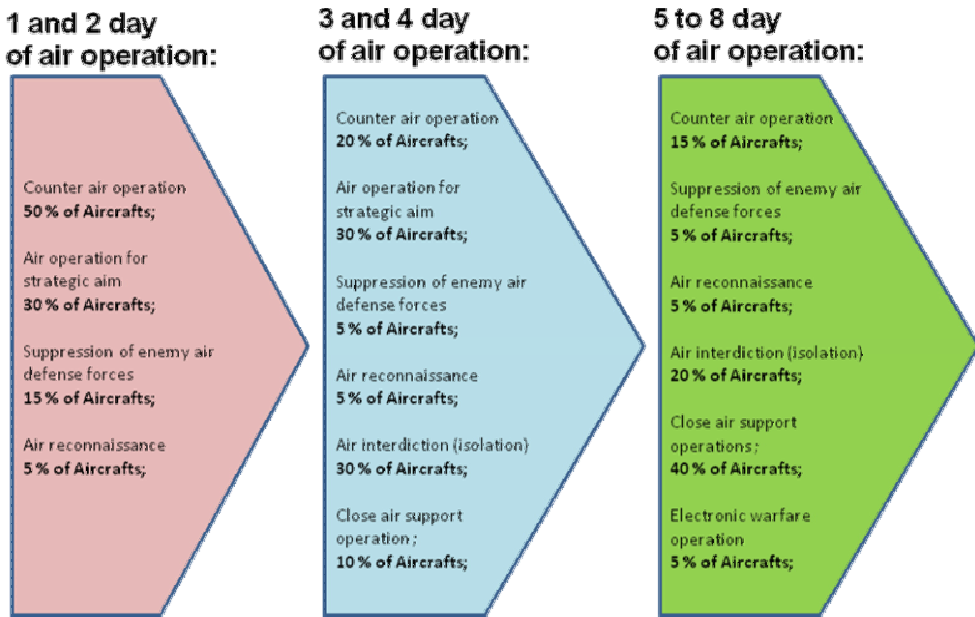 1 and 2 day
of air operation:
Counter air operation
50 % of Aircrafts;
Air operation for
strategic aim
30 % of Aircrafts;
Suppression of enemy air
defense forces
15 % of Aircrafts;
Air reconnaissance
5 % of Aircrafts;
3 and 4 day
of air operation:
Counter air operation
20 % of Aircrafts;
Air operation for
strategic aim
30 % of Aircrafts;
Suppression of enemy air
defense forces
5 % of Aircrafts;
Air reconnaissance
5 % of Aircrafts;
Air interdiction (isolation)
30 % of Aircrafts;
Close air support
operation ;
10 % of Aircrafts;
5 to 8 day
of air operation:
Counter air operation
15 % of Aircrafts;
Suppression of enemy air
defense forces
5 % of Aircrafts;
Air reconnaissance
5 % of Aircrafts;
Air interdiction (isolation)
20 % of Aircrafts;
Close air support
operations ;
40 % of Aircrafts;
Electronic warfare
operation
5 % of Aircrafts;